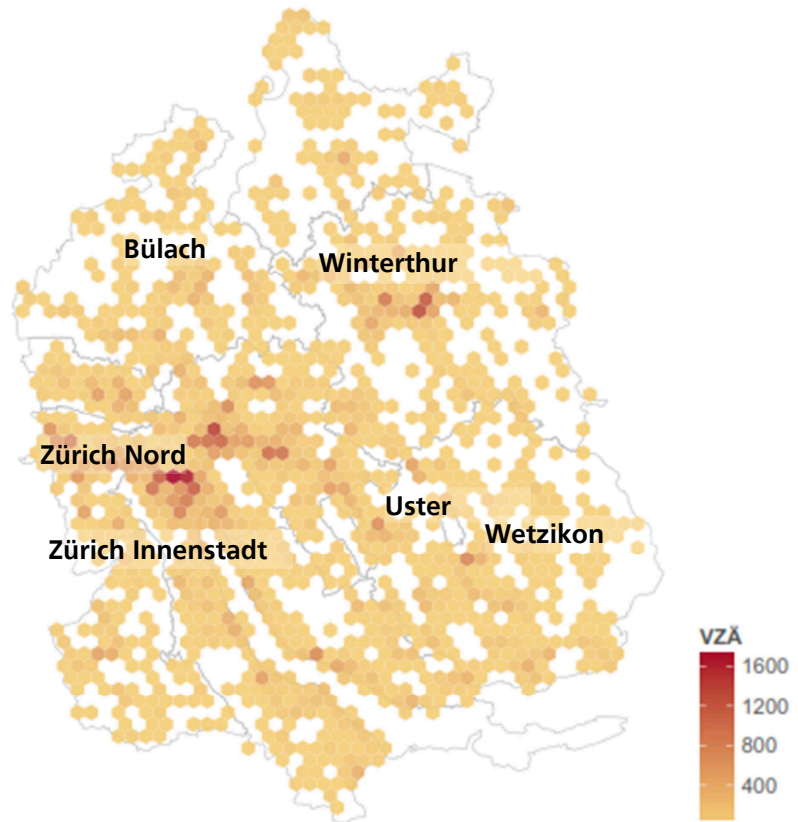 Bülach
Winterthur
Zürich Nord
Uster
Wetzikon
Zürich Innenstadt
VZÄ
1600
1200
800
400